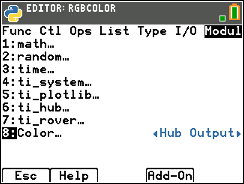 EDITOR: RGBCOLOR
Func Ctl Ops List Type I/O Modul
1:math…
2:random…
3:time…
4:ti_system…
5:ti_plotlib…
6:ti_hub…
7:ti_rover…
8:Color… ◂Hub Output▸
Esc Help Add-On